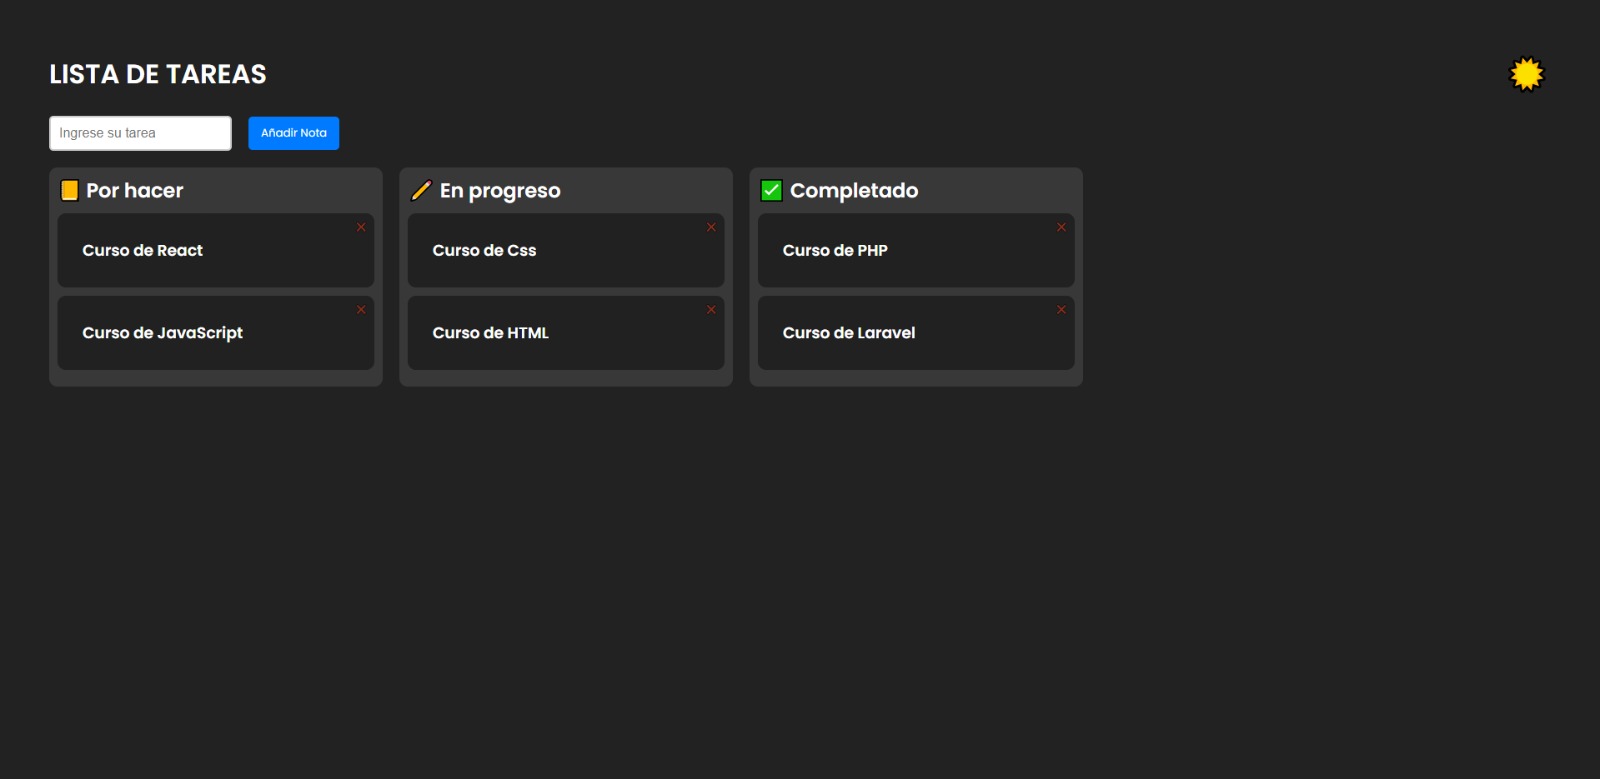 LISTA DE TAREAS
Ingrese su tarea
Añadir Nota
Por hacer
Curso de React
Curso de JavaScript
En progreso
Curso de Css
Curso de HTML
Completado
Curso de PHP
Curso de Laravel